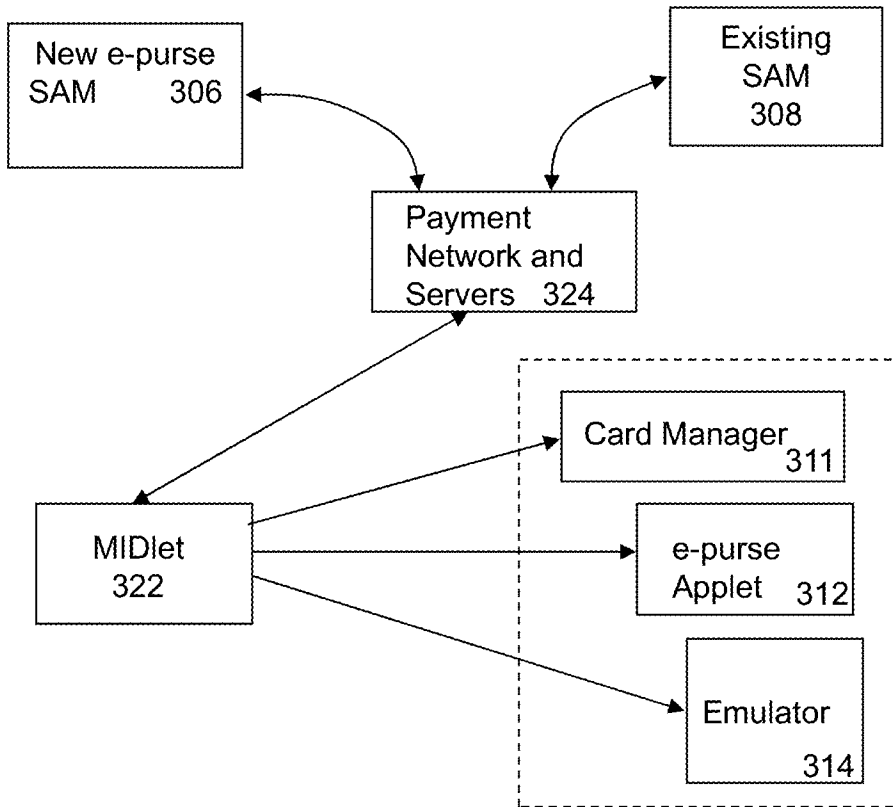 New e-purse
SAM 306
Existing
SAM
308
Payment
Network and
Servers 324
Card Manager
311
MIDlet
322
e-purse
Applet 312
Emulator
314